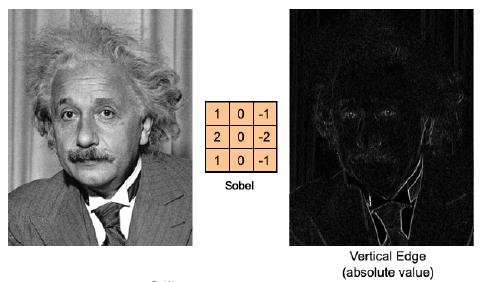 1 0 -1
2 0 -2
1 0 -1
Sobel
Vertical Edge
(absolute value)